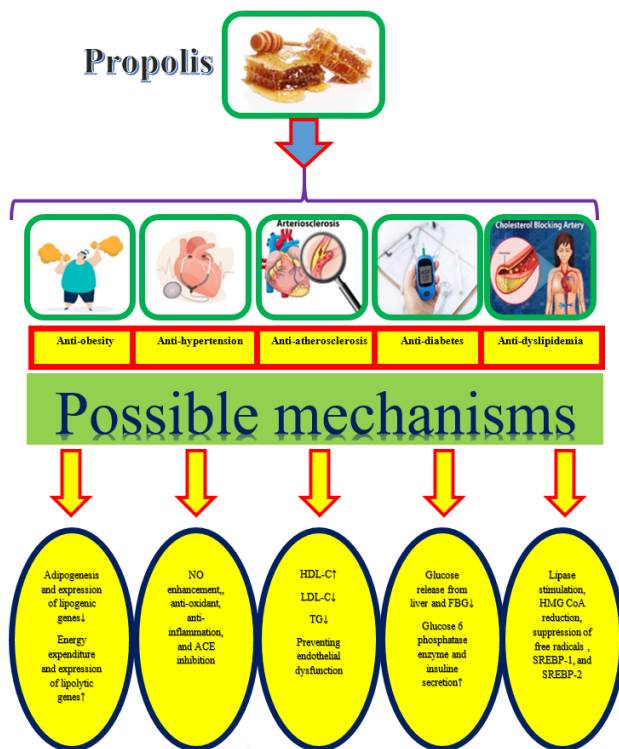 Propolis
Arteriosclerosis
Cholesterol Blocking Artery
Anti-obesity
Anti-hypertension
Anti-atherosclerosis
Anti-diabetes
Anti-dyslipidemia
Possible mechanisms
Adipogenesis
and expression
of lipogenic
genes↓
Energy
expenditure
and expression
of lipolytic
genes↑
NO
enhancement,,
anti-oxidant,
anti-
inflammation,
and ACE
inhibition
HDL-C↑
LDL-C↓
TG↓
Preventing
endothelial
dysfunction
Glucose
release from
liver and FBG↓
Glucose 6
phosphatase
enzyme and
insuline
secretion↑
Lipase
stimulation,
HMG CoA
reduction,
suppression of
free radicals ,
SREBP-1, and
SREBP-2